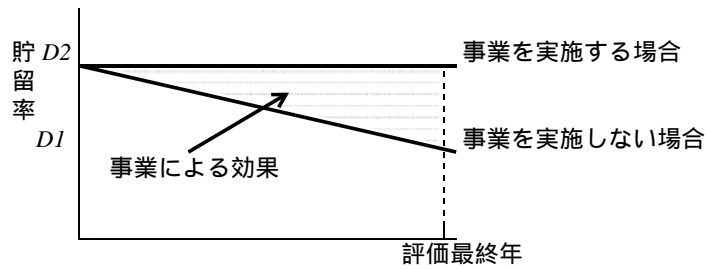 貯留率
D2
D1
事業を実施する場合
事業を実施しない場合
事業による効果
評価最終年